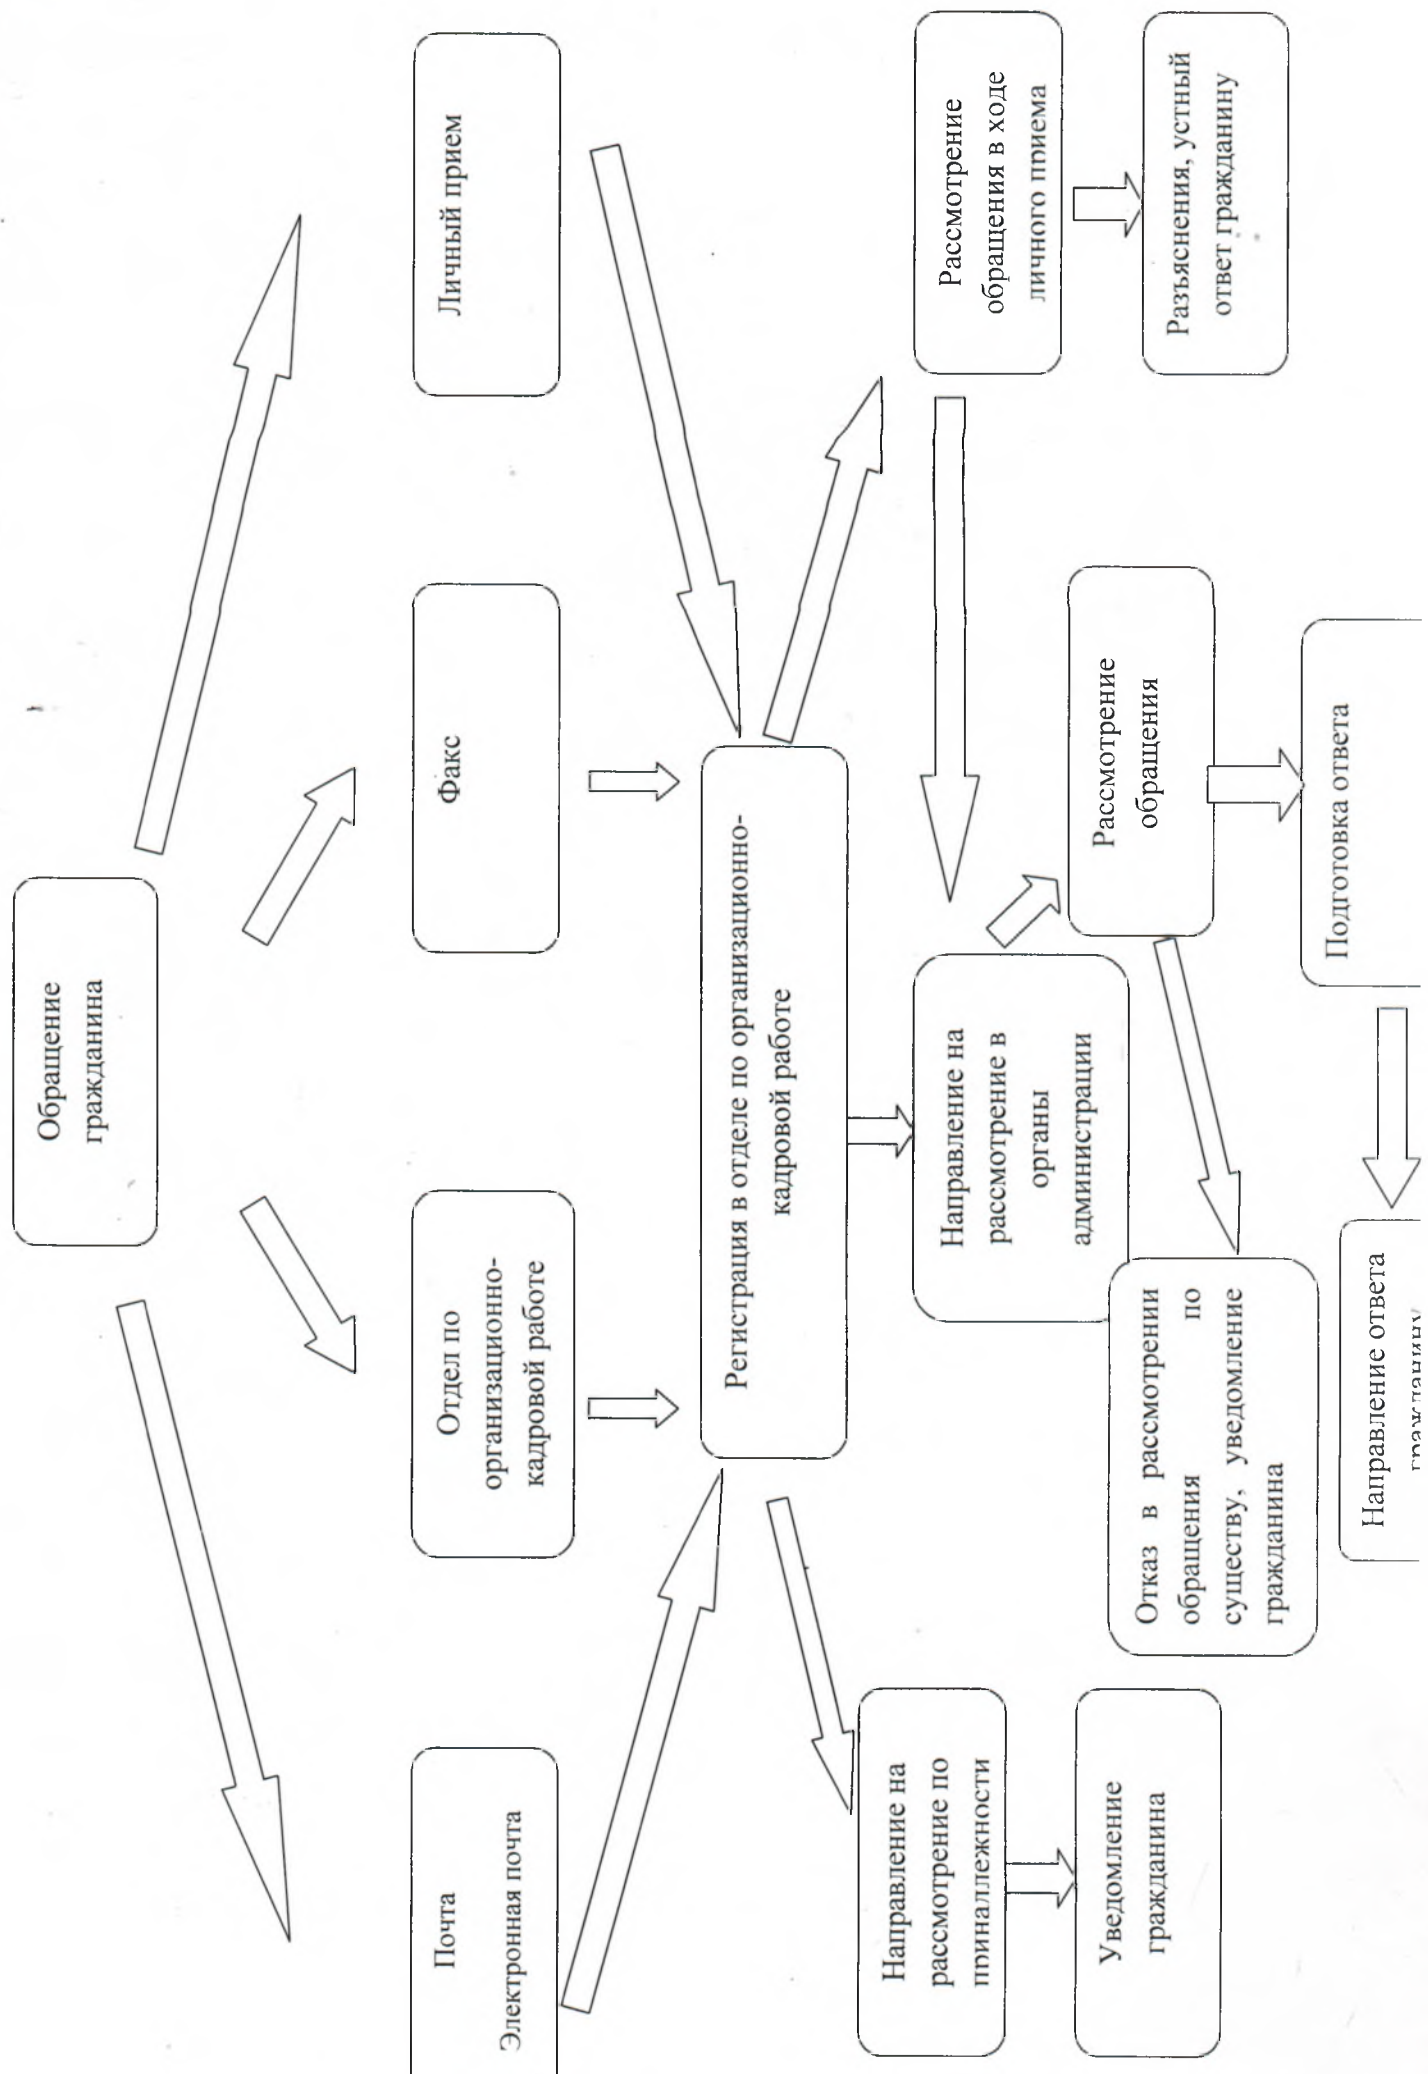 Обращение
гражданина
Почта
Электронная почта
Отдел по
организационно-
кадровой работе
Факс
Личный прием
Регистрация в отделе по организационно-
кадровой работе
Направление на
рассмотрение по
принадлежности
Уведомление
гражданина
Направление на
рассмотрение в
органы
администрации
Рассмотрение
обращения в ходе
личного приема
Разъяснения, устный
ответ гражданину
Рассмотрение
обращения
Отказ в рассмотрении
обращения по
существу, уведомление
гражданина
Подготовка ответа
Направление ответа
гражданину